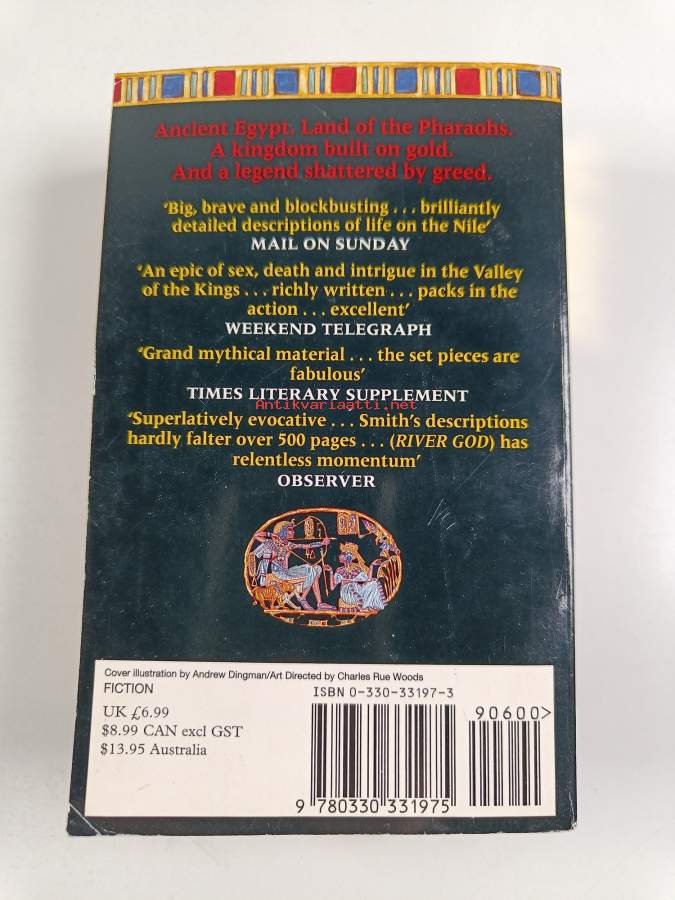 Ancient Egypt. Land of the Pharaohs.
A kingdom built on gold.
And a legend shattered by greed.
‘Big, brave and blockbusting . . . brilliantly
detailed descriptions of life on the Nile’
MAIL ON SUNDAY
‘An epic of sex, death and intrigue in the Valley
of the Kings . . . richly written . . . packs in the
action . . . excellent’
WEEKEND TELEGRAPH
‘Grand mythical material . . . the set pieces are
fabulous’
TIMES LITERARY SUPPLEMENT
Antikvariaatti.net
‘Superlatively evocative . . . Smith’s descriptions
hardly falter over 500 pages . . . (RIVER GOD) has
relentless momentum’
OBSERVER
Cover illustration by Andrew Dingman/Art Directed by Charles Rue Woods
FICTION
UK £6.99
$8.99 CAN excl GST
$13.95 Australia
ISBN 0-330-33197-3
90600>
9 780330 331975